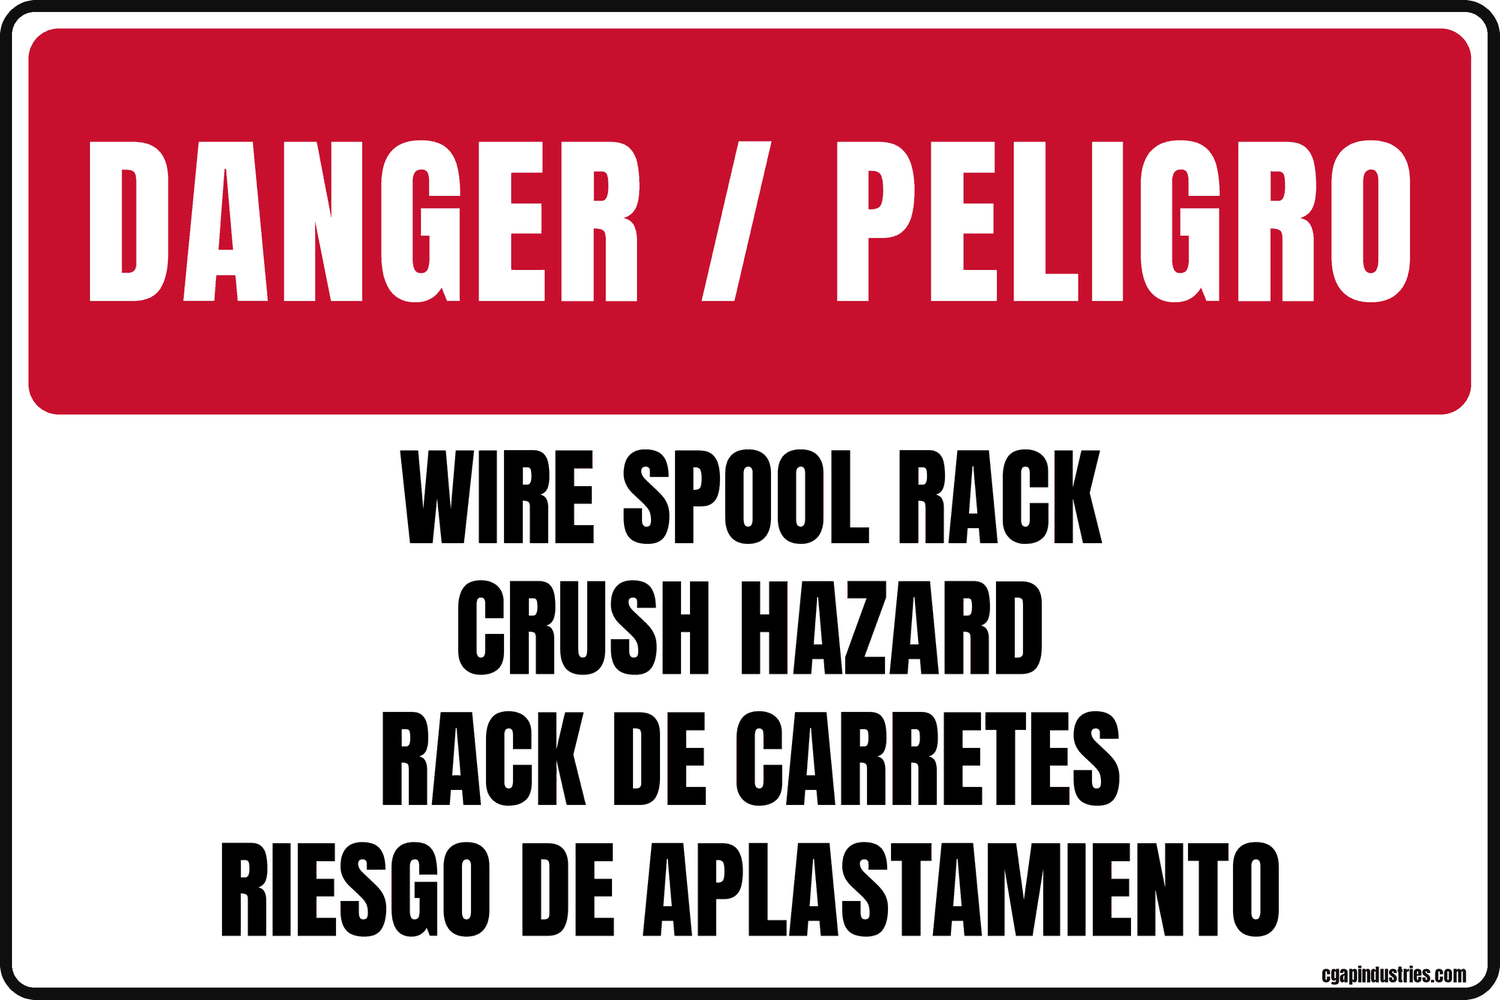 DANGER / PELIGRO
WIRE SPOOL RACK
CRUSH HAZARD
RACK DE CARRETES
RIESGO DE APLASTAMIENTO
cgapindustries.com